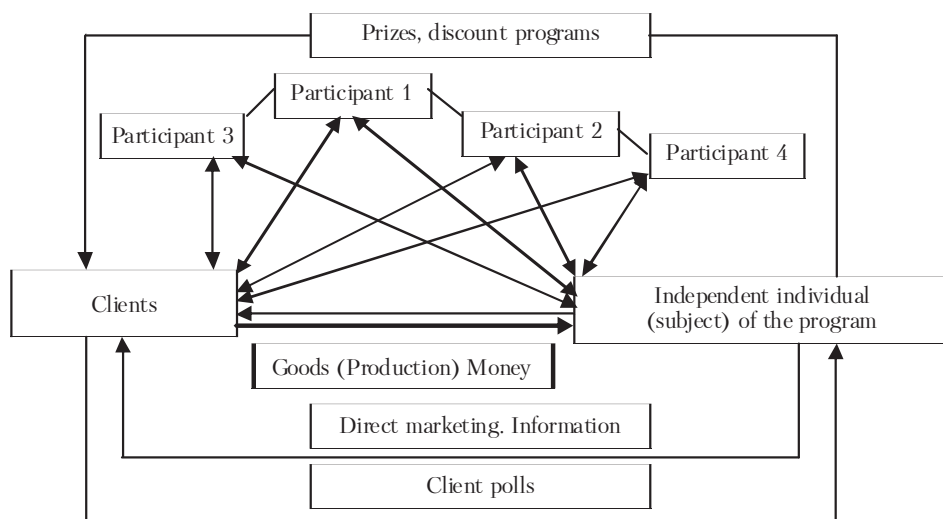 Prizes, discount programs
Participant 1
Participant 3
Participant 2
Participant 4
Clients
Independent individual
(subject) of the program
Goods (Production) Money
Direct marketing. Information
Client polls